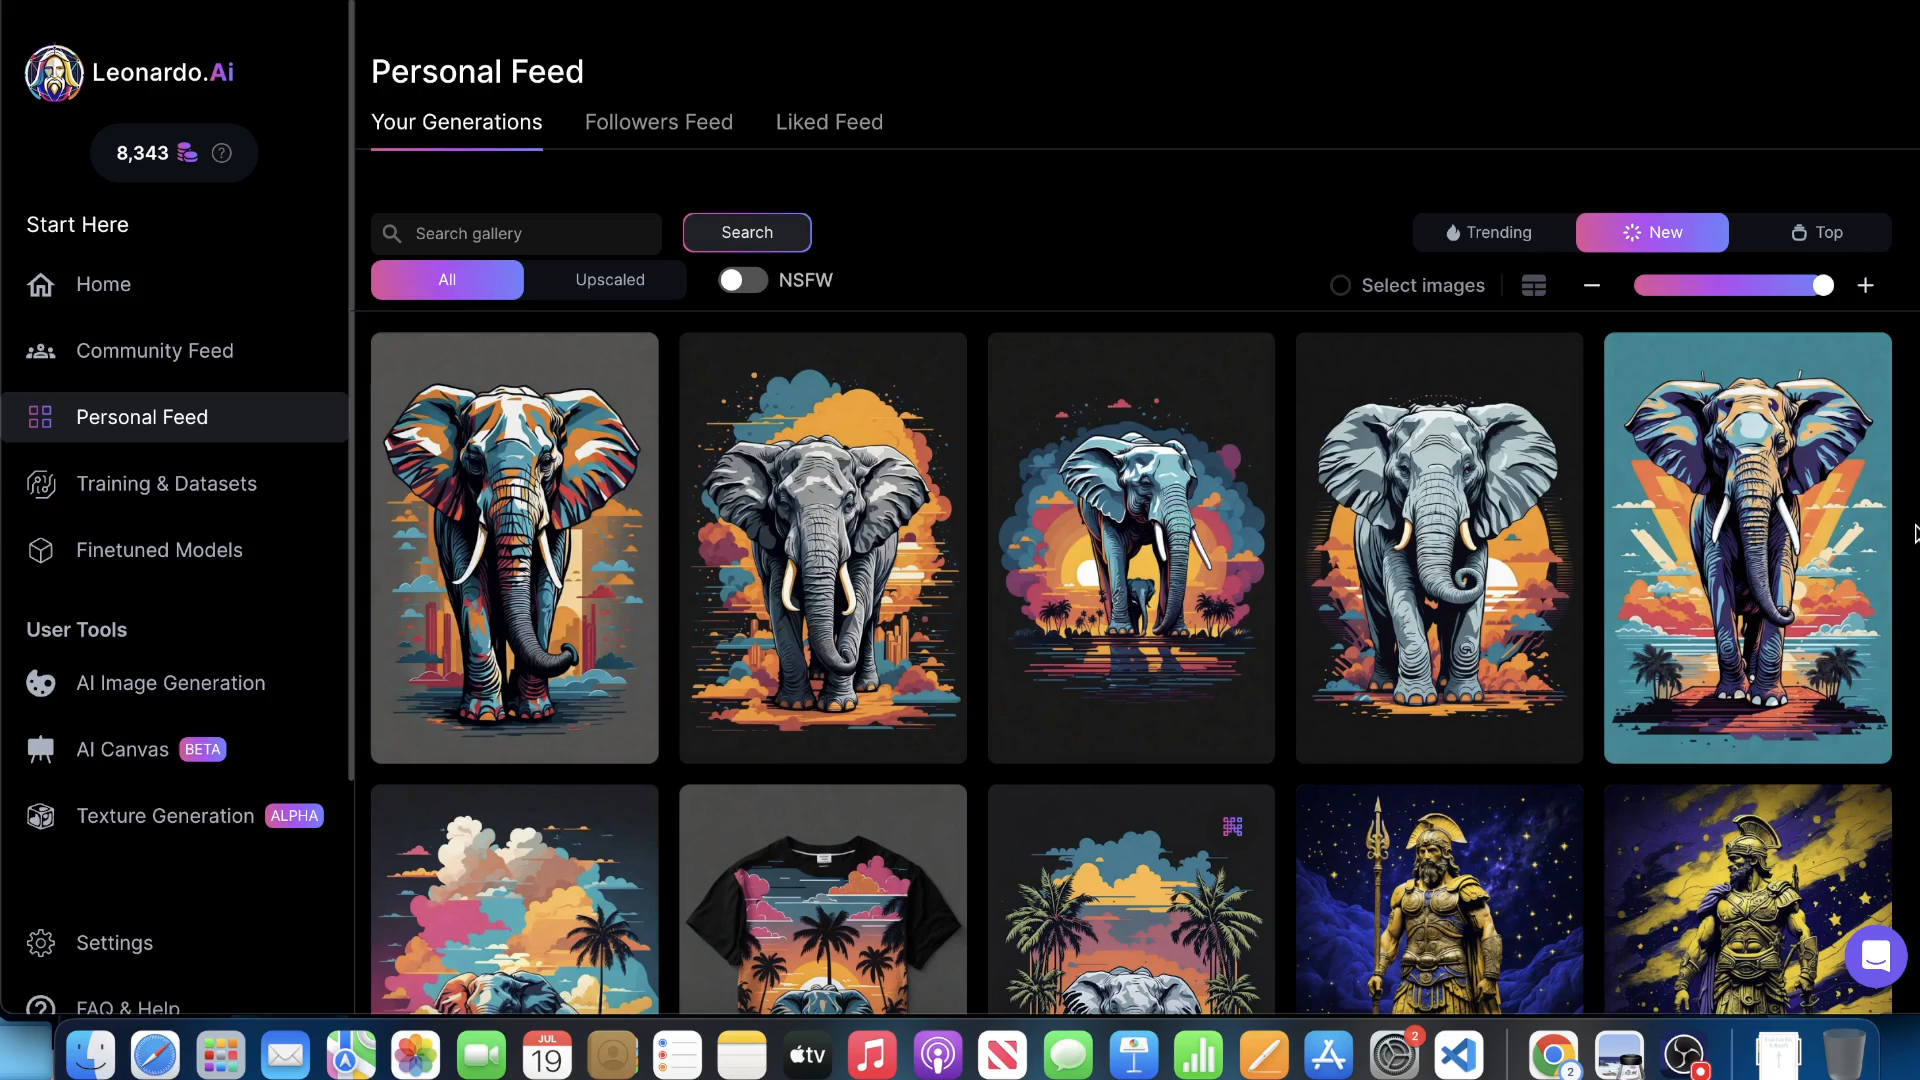 Leonardo.Ai
8,343
?
Start Here
Home
Community Feed
Personal Feed
Training & Datasets
Finetuned Models
User Tools
AI Image Generation
AI Canvas BETA
Texture Generation ALPHA
Settings
FAQ & Help
Personal Feed
Your Generations Followers Feed Liked Feed
Search gallery Search
Trending New Top
All Upscaled NSFW
Select images
JUL
19
tv
2
2